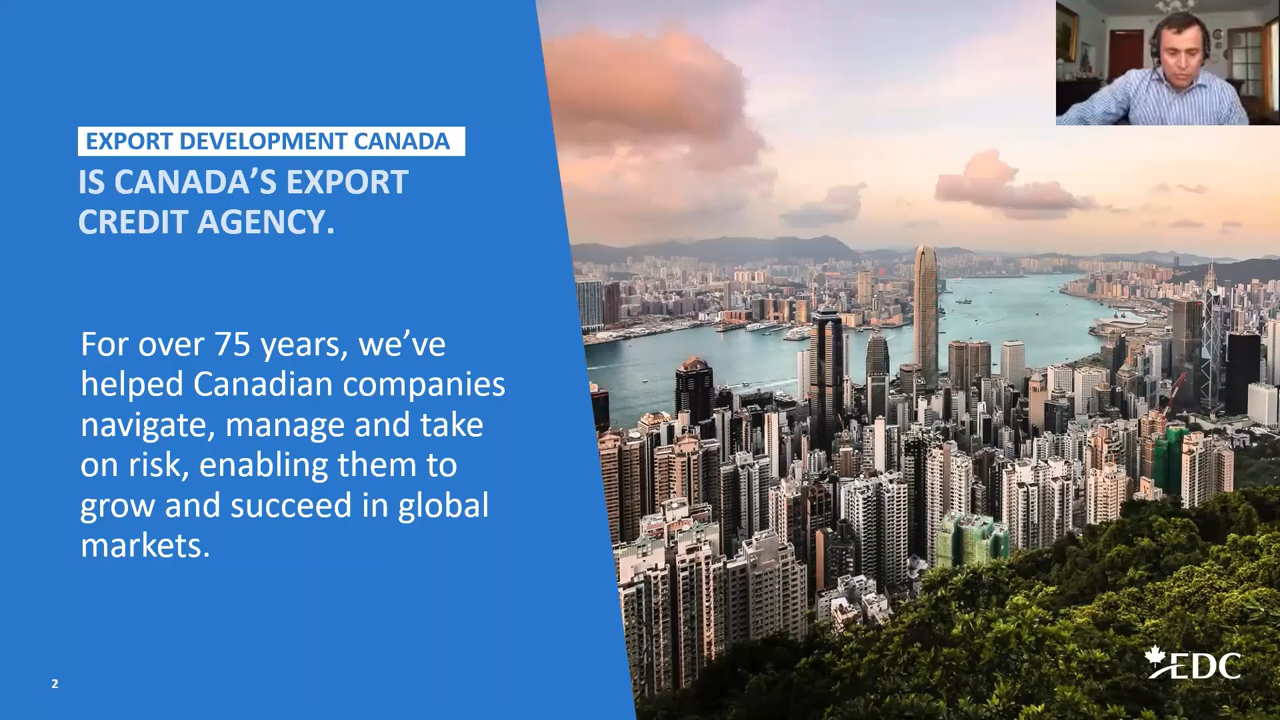 EXPORT DEVELOPMENT CANADA
IS CANADA’S EXPORT
CREDIT AGENCY.
For over 75 years, we’ve
helped Canadian companies
navigate, manage and take
on risk, enabling them to
grow and succeed in global
markets.
2
EDC